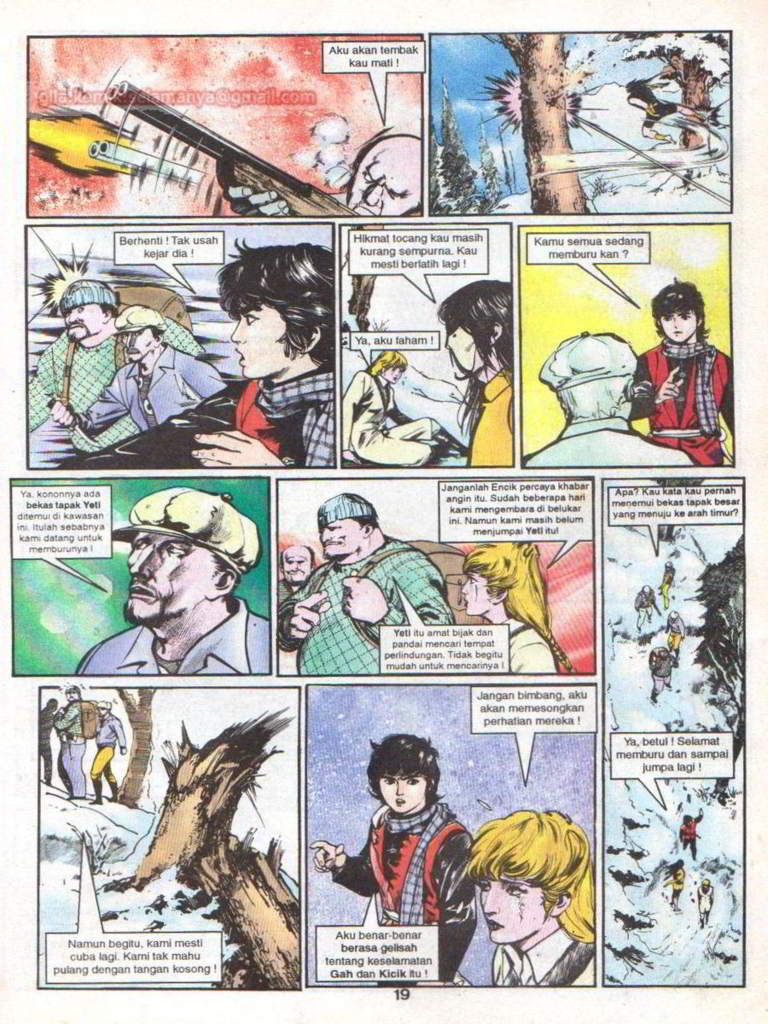 Aku akan tembak
kau mati !
gila.komik.selamanya@gmail.com
Berhenti ! Tak usah
kejar dia !
Hikmat tocang kau masih
kurang sempurna. Kau
mesti berlatih lagi !
Ya, aku faham !
Kamu semua sedang
memburu kan ?
Ya. kononnya ada
bekas tapak Yeti
ditemui di kawasan
ini. Itulah sebabnya
kami datang untuk
memburunya !
Janganlah Encik percaya khabar
angin itu. Sudah beberapa hari
kami mengembara di belukar
ini. Namun kami masih belum
menjumpai Yeti itu!
Yeti itu amat bijak dan
pandai mencari tempat
perlindungan. Tidak begitu
mudah untuk mencarinya !
Apa? Kau kata kau pernah
menemui bekas tapak besar
yang menuju ke arah timur?
Ya, betul ! Selamat
memburu dan sampai
jumpa lagi !
Namun begitu, kami mesti
cuba lagi. Kami tak mahu
pulang dengan tangan kosong !
Jangan bimbang, aku
akan memesongkan
perhatian mereka !
Aku benar-benar
berasa gelisah
tentang keselamatan
Gah dan Kicik itu !
19